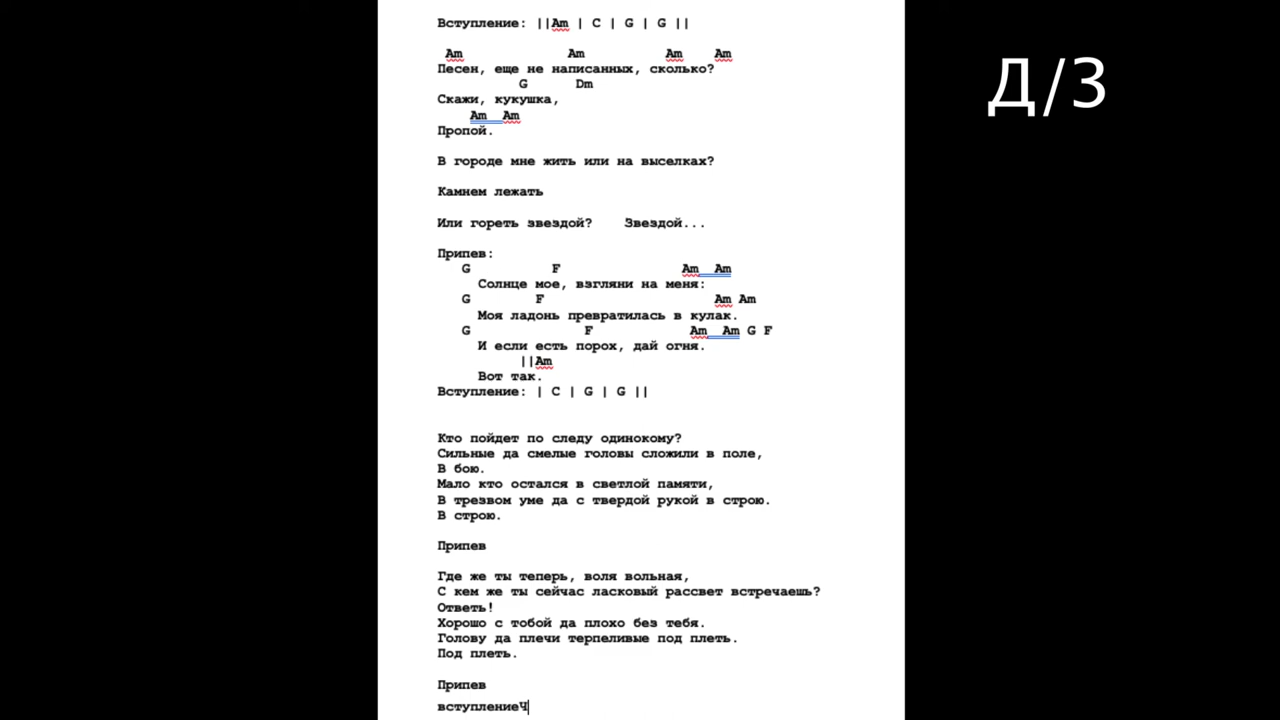 Вступление: ||Am | C | G | G ||
Am Am Am Am
Песен, еще не написанных, сколько?
G Dm
Скажи, кукушка,
Am Am
Пропой.
В городе мне жить или на выселках?
Камнем лежать
Или гореть звездой? Звездой...
Припев:
G F Am Am
Солнце мое, взгляни на меня:
G F Am Am
Моя ладонь превратилась в кулак.
G F Am Am G F
И если есть порох, дай огня.
||Am
Вот так.
Вступление: | C | G | G ||
Кто пойдет по следу одинокому?
Сильные да смелые головы сложили в поле,
В бою.
Мало кто остался в светлой памяти,
В трезвом уме да с твердой рукой в строю.
В строю.
Припев
Где же ты теперь, воля вольная,
С кем же ты сейчас ласковый рассвет встречаешь?
Ответь!
Хорошо с тобой да плохо без тебя.
Голову да плечи терпеливые под плеть.
Под плеть.
Припев
вступлениеЧ
Д/З